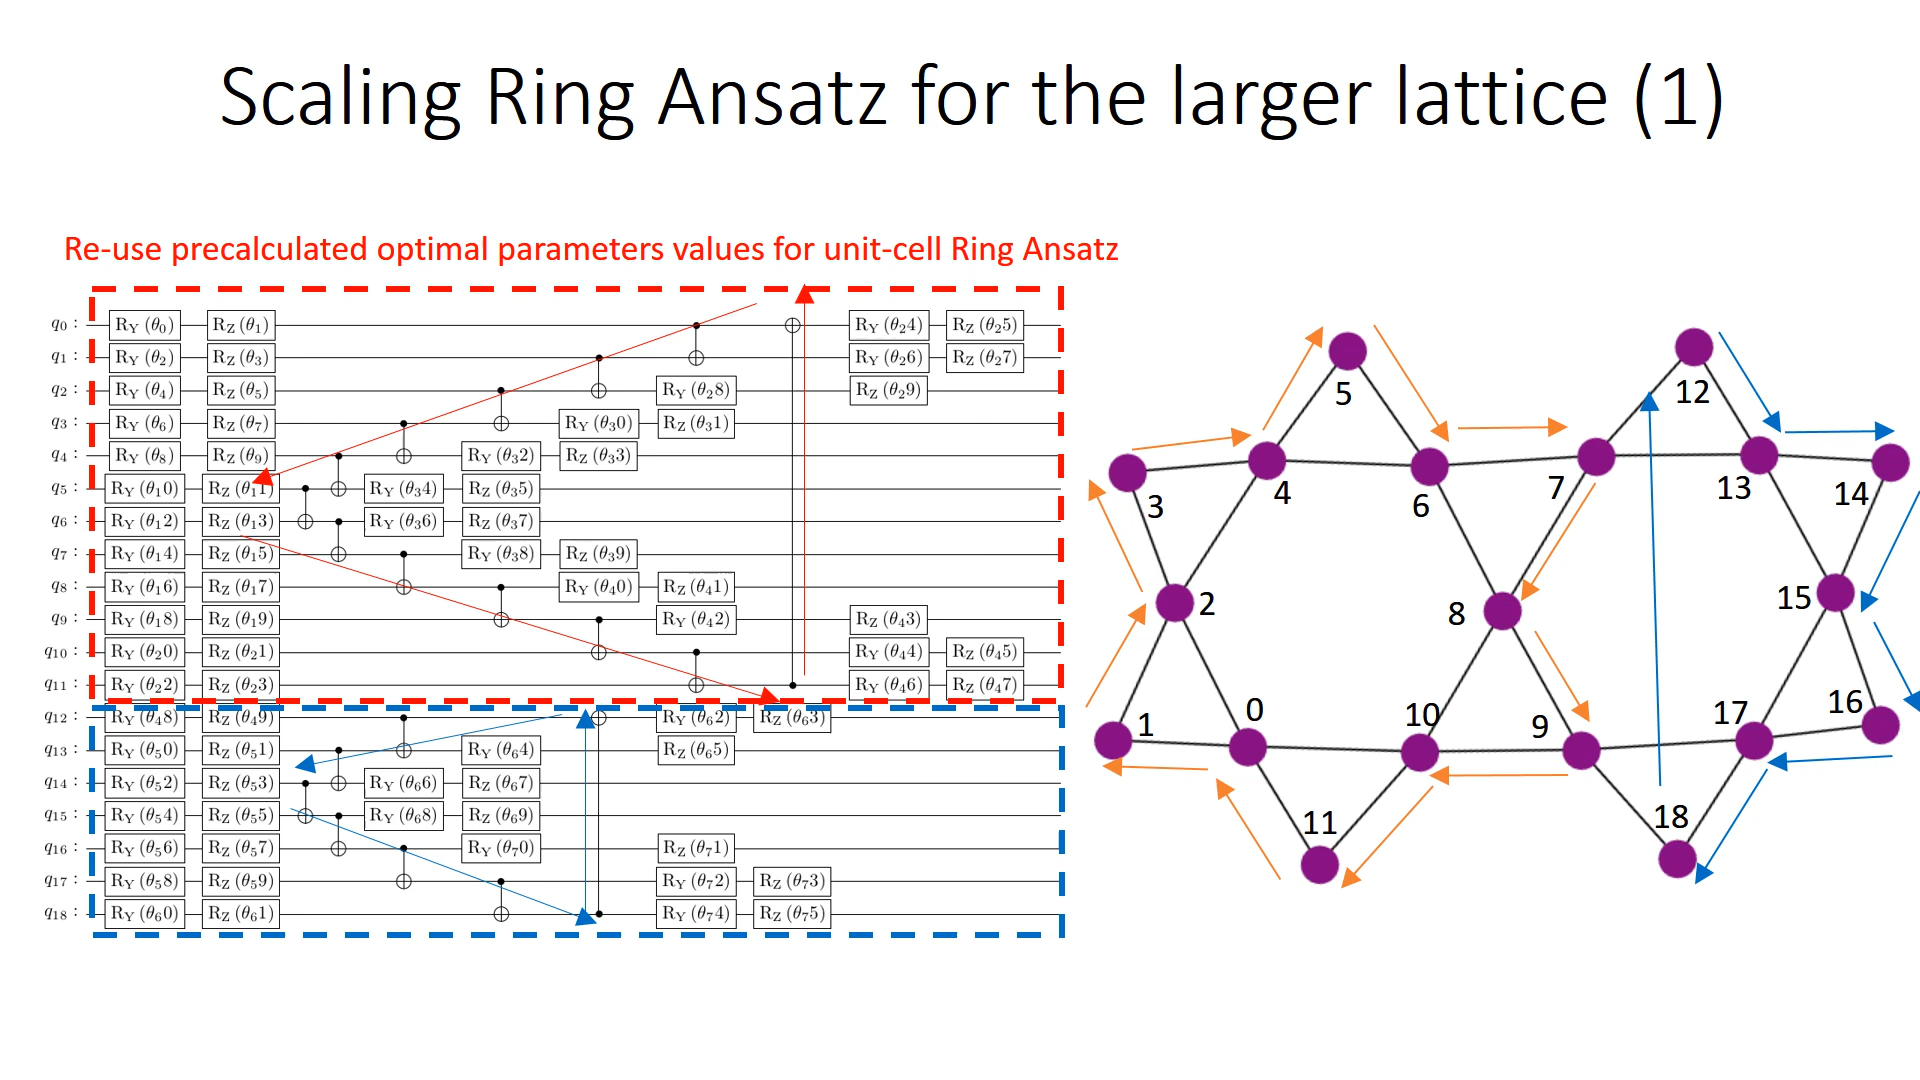 Scaling Ring Ansatz for the larger lattice (1)
Re-use precalculated optimal parameters values for unit-cell Ring Ansatz
q0 : RY (θ0) RZ (θ1) RY (θ24) RZ (θ25)
q1 : RY (θ2) RZ (θ3) RY (θ26) RZ (θ27)
q2 : RY (θ4) RZ (θ5) RY (θ28) RZ (θ29)
q3 : RY (θ6) RZ (θ7) RY (θ30) RZ (θ31)
q4 : RY (θ8) RZ (θ9) RY (θ32) RZ (θ33)
q5 : RY (θ10) RZ (θ11) RY (θ34) RZ (θ35)
q6 : RY (θ12) RZ (θ13) RY (θ36) RZ (θ37)
q7 : RY (θ14) RZ (θ15) RY (θ38) RZ (θ39)
q8 : RY (θ16) RZ (θ17) RY (θ40) RZ (θ41)
q9 : RY (θ18) RZ (θ19) RY (θ42) RZ (θ43)
q10 : RY (θ20) RZ (θ21) RY (θ44) RZ (θ45)
q11 : RY (θ22) RZ (θ23) RY (θ46) RZ (θ47)
q12 : RY (θ48) RZ (θ49) RY (θ62) RZ (θ63)
q13 : RY (θ50) RZ (θ51) RY (θ64) RZ (θ65)
q14 : RY (θ52) RZ (θ53) RY (θ66) RZ (θ67)
q15 : RY (θ54) RZ (θ55) RY (θ68) RZ (θ69)
q16 : RY (θ56) RZ (θ57) RY (θ70) RZ (θ71)
q17 : RY (θ58) RZ (θ59) RY (θ72) RZ (θ73)
q18 : RY (θ60) RZ (θ61) RY (θ74) RZ (θ75)
5 12
3 4 6 7 13 14
2 8 15
1 0 10 9 17 16
11 18